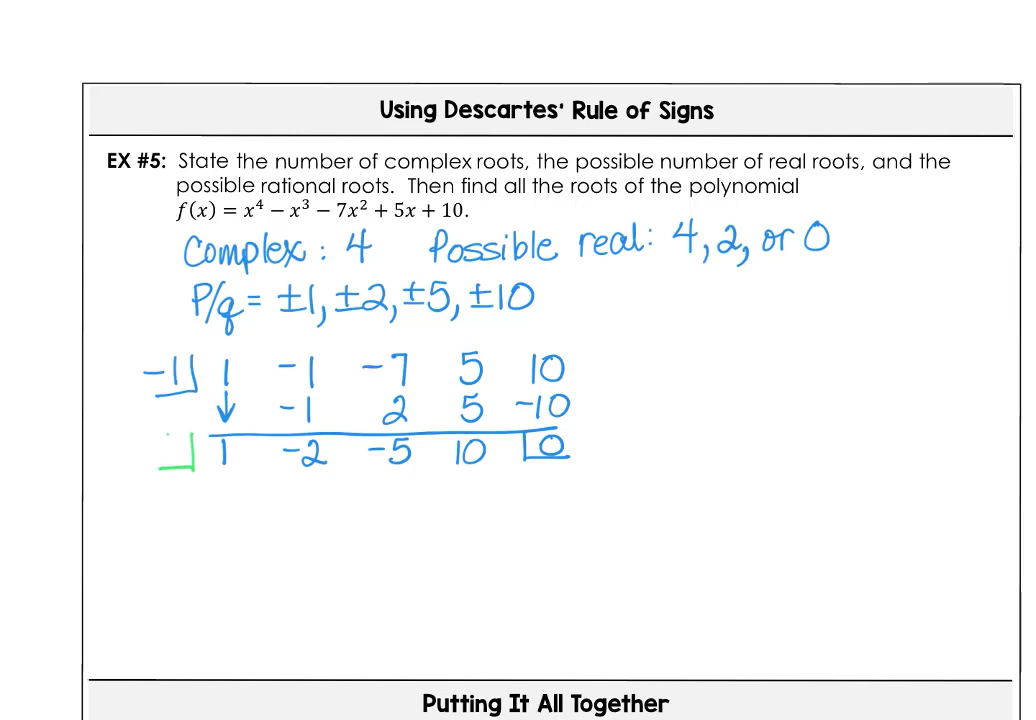 Using Descartes' Rule of Signs
EX #5: State the number of complex roots, the possible number of real roots, and the
possible rational roots. Then find all the roots of the polynomial
f(x) = x⁴ − x³ − 7x² + 5x + 10.
Complex: 4 Possible real: 4, 2, or 0
P/q = ±1, ±2, ±5, ±10
-1 1 -1 -7 5 10
↓ -1 2 5 -10
1 -2 -5 10 0
Putting It All Together